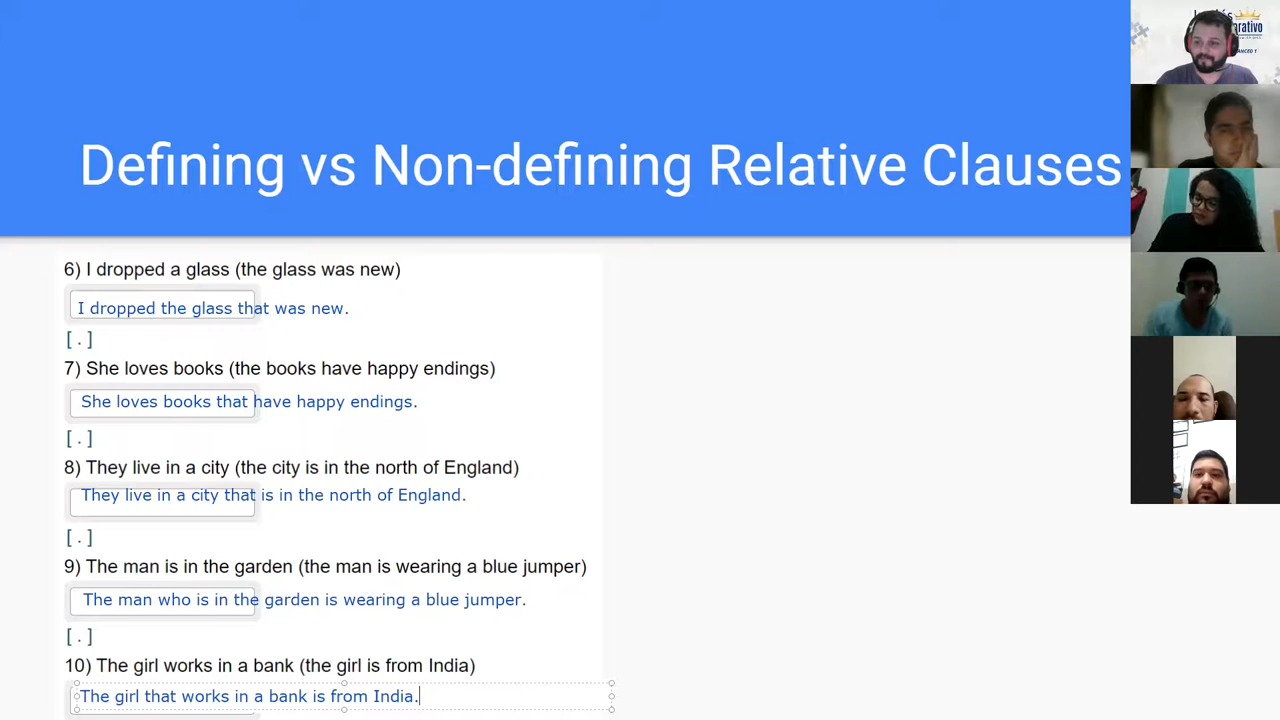 Defining vs Non-defining Relative Clauses
6) I dropped a glass (the glass was new)
I dropped the glass that was new.
[ . ]
7) She loves books (the books have happy endings)
She loves books that have happy endings.
[ . ]
8) They live in a city (the city is in the north of England)
They live in a city that is in the north of England.
[ . ]
9) The man is in the garden (the man is wearing a blue jumper)
The man who is in the garden is wearing a blue jumper.
[ . ]
10) The girl works in a bank (the girl is from India)
The girl that works in a bank is from India.